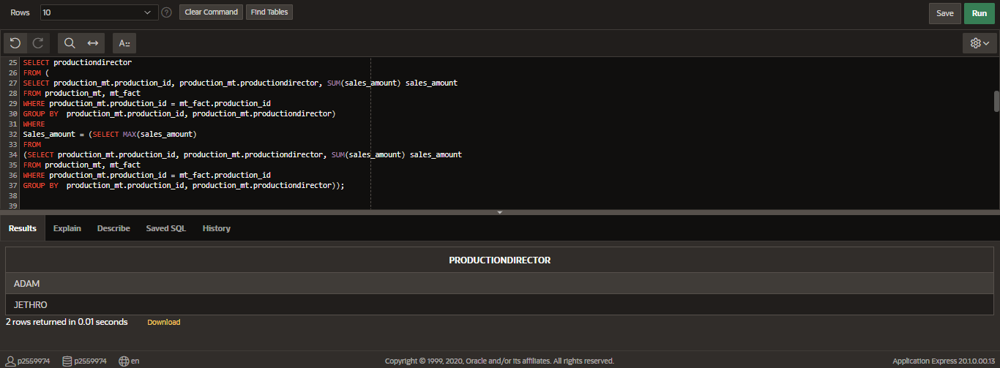 Rows 10 ? Clear Command Find Tables Save Run
A::
25 SELECT productiondirector
26 FROM (
27 SELECT production_mt.production_id, production_mt.productiondirector, SUM(sales_amount) sales_amount
28 FROM production_mt, mt_fact
29 WHERE production_mt.production_id = mt_fact.production_id
30 GROUP BY  production_mt.production_id, production_mt.productiondirector)
31 WHERE
32 Sales_amount = (SELECT MAX(sales_amount)
33 FROM
34 (SELECT production_mt.production_id, production_mt.productiondirector, SUM(sales_amount) sales_amount
35 FROM production_mt, mt_fact
36 WHERE production_mt.production_id = mt_fact.production_id
37 GROUP BY  production_mt.production_id, production_mt.productiondirector));
38
39
Results Explain Describe Saved SQL History
PRODUCTIONDIRECTOR
ADAM
JETHRO
2 rows returned in 0.01 seconds Download
p2559974 p2559974 en Copyright © 1999, 2020, Oracle and/or its affiliates. All rights reserved. Application Express 20.1.0.00.13